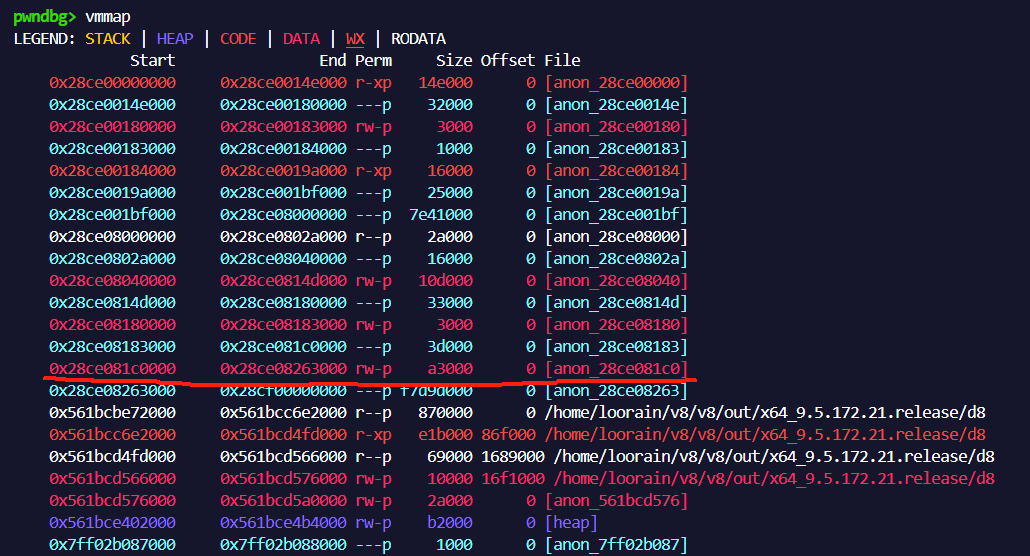 pwndbg> vmmap
LEGEND: STACK | HEAP | CODE | DATA | WX | RODATA
Start End Perm Size Offset File
0x28ce00000000 0x28ce0014e000 r-xp 14e000 0 [anon_28ce00000]
0x28ce0014e000 0x28ce00180000 ---p 32000 0 [anon_28ce0014e]
0x28ce00180000 0x28ce00183000 rw-p 3000 0 [anon_28ce00180]
0x28ce00183000 0x28ce00184000 ---p 1000 0 [anon_28ce00183]
0x28ce00184000 0x28ce0019a000 r-xp 16000 0 [anon_28ce00184]
0x28ce0019a000 0x28ce001bf000 ---p 25000 0 [anon_28ce0019a]
0x28ce001bf000 0x28ce08000000 ---p 7e41000 0 [anon_28ce001bf]
0x28ce08000000 0x28ce0802a000 r--p 2a000 0 [anon_28ce08000]
0x28ce0802a000 0x28ce08040000 ---p 16000 0 [anon_28ce0802a]
0x28ce08040000 0x28ce0814d000 rw-p 10d000 0 [anon_28ce08040]
0x28ce0814d000 0x28ce08180000 ---p 33000 0 [anon_28ce0814d]
0x28ce08180000 0x28ce08183000 rw-p 3000 0 [anon_28ce08180]
0x28ce08183000 0x28ce081c0000 ---p 3d000 0 [anon_28ce08183]
0x28ce081c0000 0x28ce08263000 rw-p a3000 0 [anon_28ce081c0]
0x28ce08263000 0x28cf00000000 ---p f7d9d000 0 [anon_28ce08263]
0x561bcbe72000 0x561bcc6e2000 r--p 870000 0 /home/loorain/v8/v8/out/x64_9.5.172.21.release/d8
0x561bcc6e2000 0x561bcd4fd000 r-xp e1b000 86f000 /home/loorain/v8/v8/out/x64_9.5.172.21.release/d8
0x561bcd4fd000 0x561bcd566000 r--p 69000 1689000 /home/loorain/v8/v8/out/x64_9.5.172.21.release/d8
0x561bcd566000 0x561bcd576000 rw-p 10000 16f1000 /home/loorain/v8/v8/out/x64_9.5.172.21.release/d8
0x561bcd576000 0x561bcd5a0000 rw-p 2a000 0 [anon_561bcd576]
0x561bce402000 0x561bce4b4000 rw-p b2000 0 [heap]
0x7ff02b087000 0x7ff02b088000 ---p 1000 0 [anon_7ff02b087]